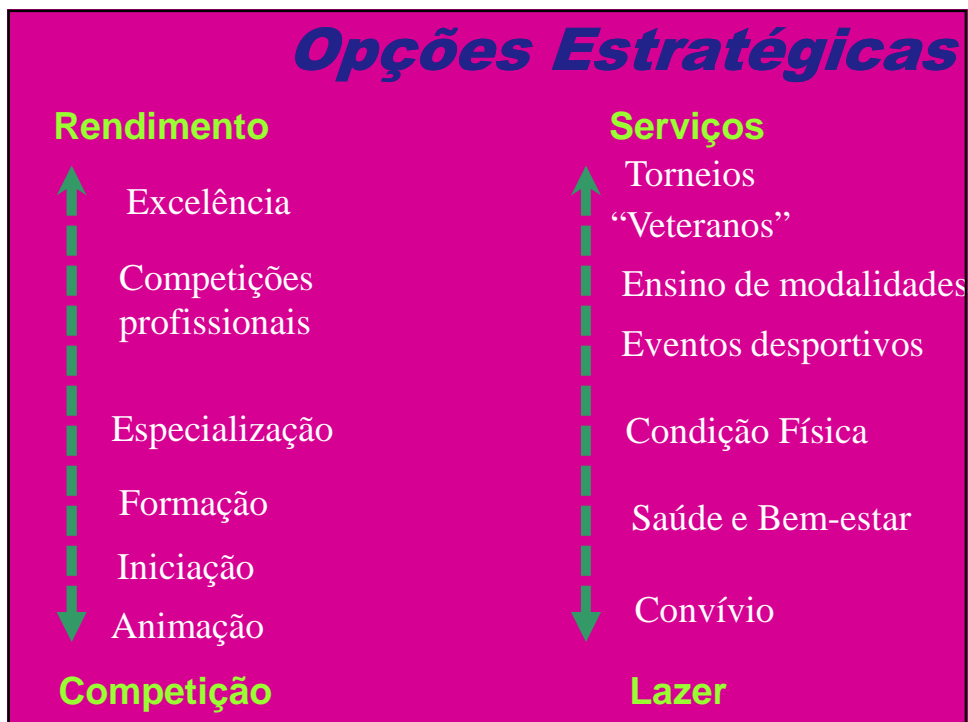 Opções Estratégicas
Rendimento
Excelência
Competições
profissionais
Especialização
Formação
Iniciação
Animação
Competição
Serviços
Torneios
“Veteranos”
Ensino de modalidades
Eventos desportivos
Condição Física
Saúde e Bem-estar
Convívio
Lazer